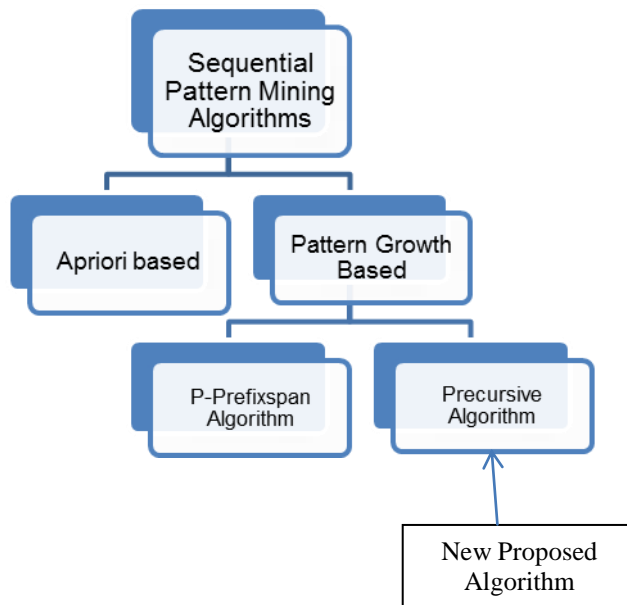 Sequential
Pattern Mining
Algorithms
Apriori based
Pattern Growth
Based
P-Prefixspan
Algorithm
Precursive
Algorithm
New Proposed
Algorithm